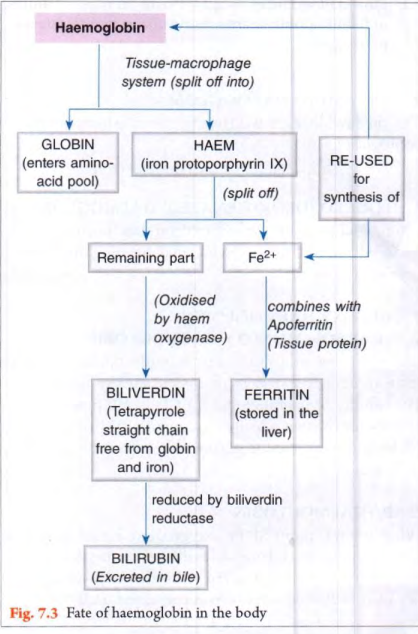 Haemoglobin
Tissue-macrophage
system (split off into)
GLOBIN
(enters amino-
acid pool)
HAEM
(iron protoporphyrin IX)
RE-USED
for
synthesis of
(split off)
Remaining part
Fe2+
(Oxidised
by haem
oxygenase)
combines with
Apoferritin
(Tissue protein)
BILIVERDIN
(Tetrapyrrole
straight chain
free from globin
and iron)
FERRITIN
(stored in the
liver)
reduced by biliverdin
reductase
BILIRUBIN
(Excreted in bile)
Fig. 7.3 Fate of haemoglobin in the body